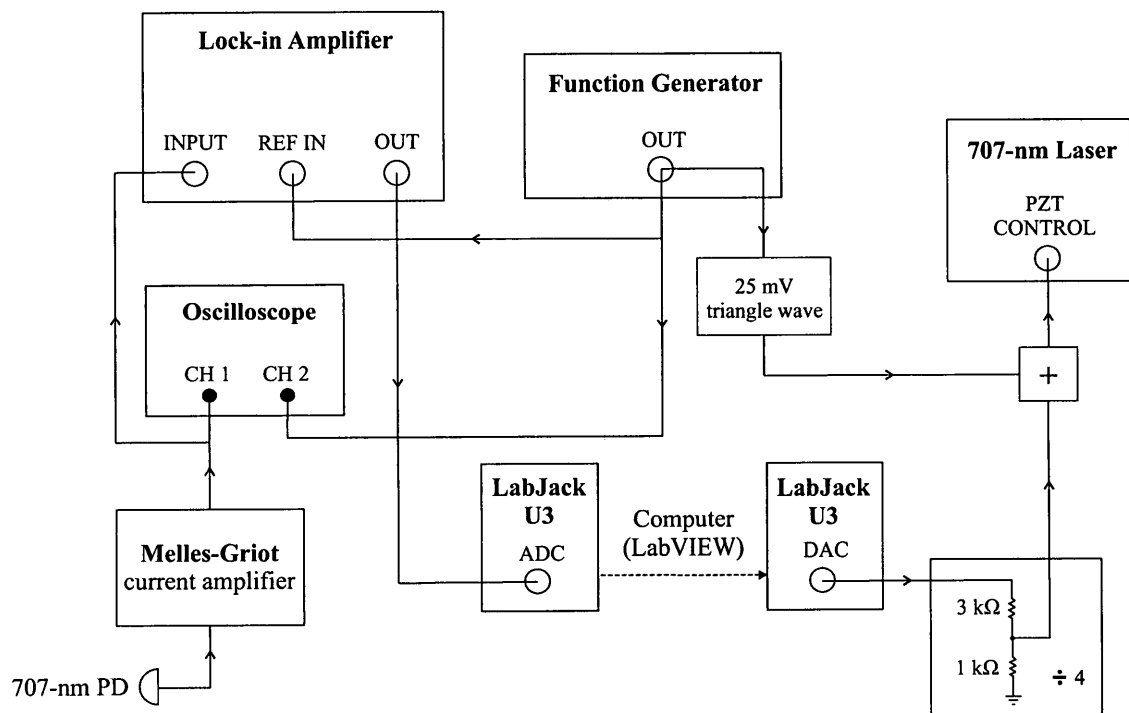 Lock-in Amplifier
INPUT
REF IN
OUT
Function Generator
OUT
707-nm Laser
PZT
CONTROL
25 mV
triangle wave
Oscilloscope
CH 1
CH 2
+
LabJack
U3
ADC
Computer
(LabVIEW)
LabJack
U3
DAC
Melles-Griot
current amplifier
3 kΩ
1 kΩ
÷ 4
707-nm PD